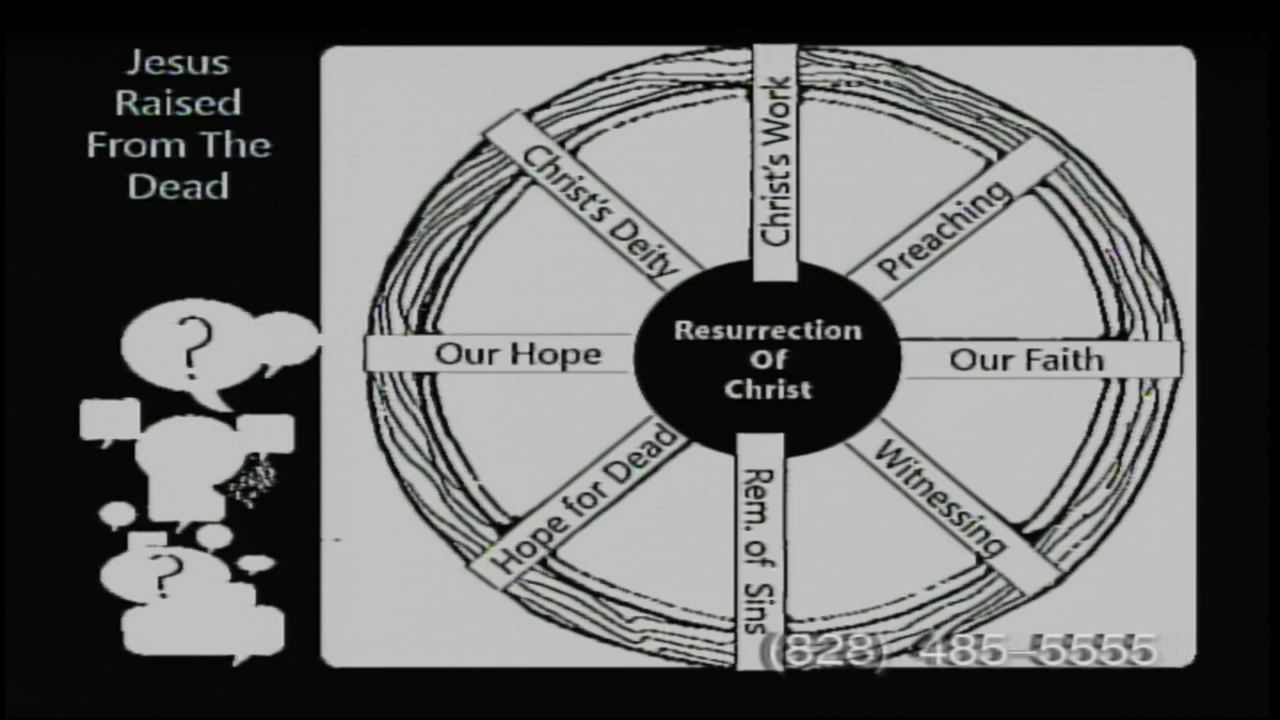 Jesus
Raised
From The
Dead
?
?
Christ's Work
Preaching
Our Faith
Witnessing
Rem. of Sins
Hope for Dead
Our Hope
Christ's Deity
Resurrection
Of
Christ
(828) 485-5555